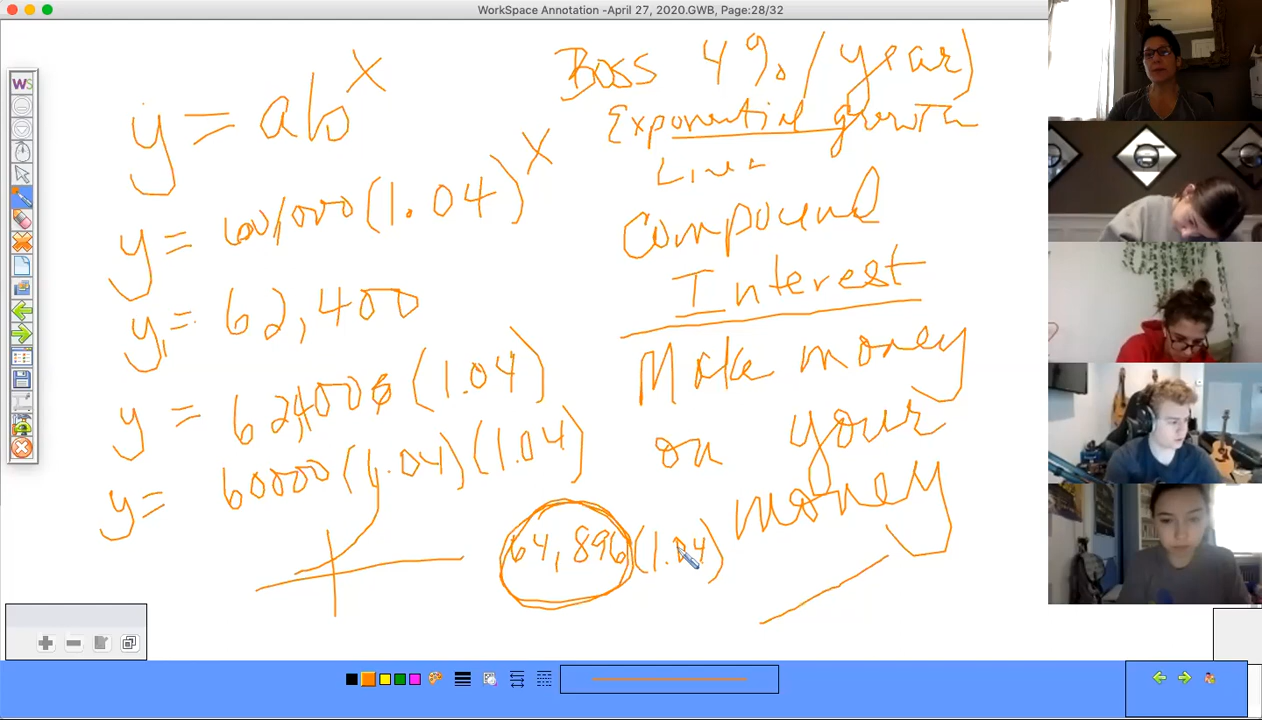 WorkSpace Annotation -April 27, 2020.GWB, Page:28/32
WS
y = ab^x
y = 60,000 (1.04)^x
y₁ = 62,400
y = 62,400 (1.04)
y = 60000 (1.04) (1.04)
64,896 (1.04)
Boss 4% / year)
Exponential growth
Compound
Interest
Make money
on your
money